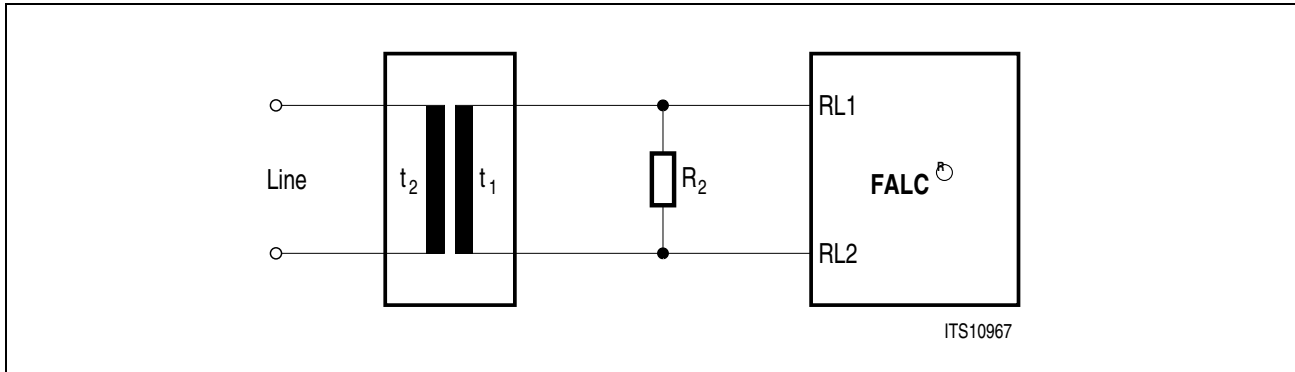 RL1
Line
t2
t1
R2
FALC®
RL2
ITS10967